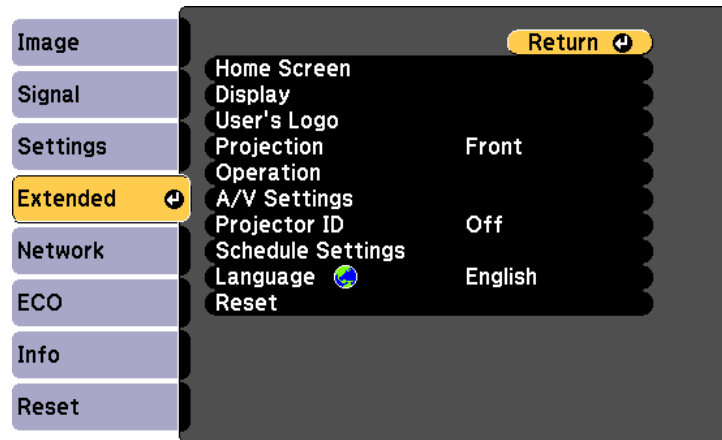 Image
Signal
Settings
Extended
Network
ECO
Info
Reset
Return
Home Screen
Display
User's Logo
Projection Front
Operation
A/V Settings
Projector ID Off
Schedule Settings
Language English
Reset